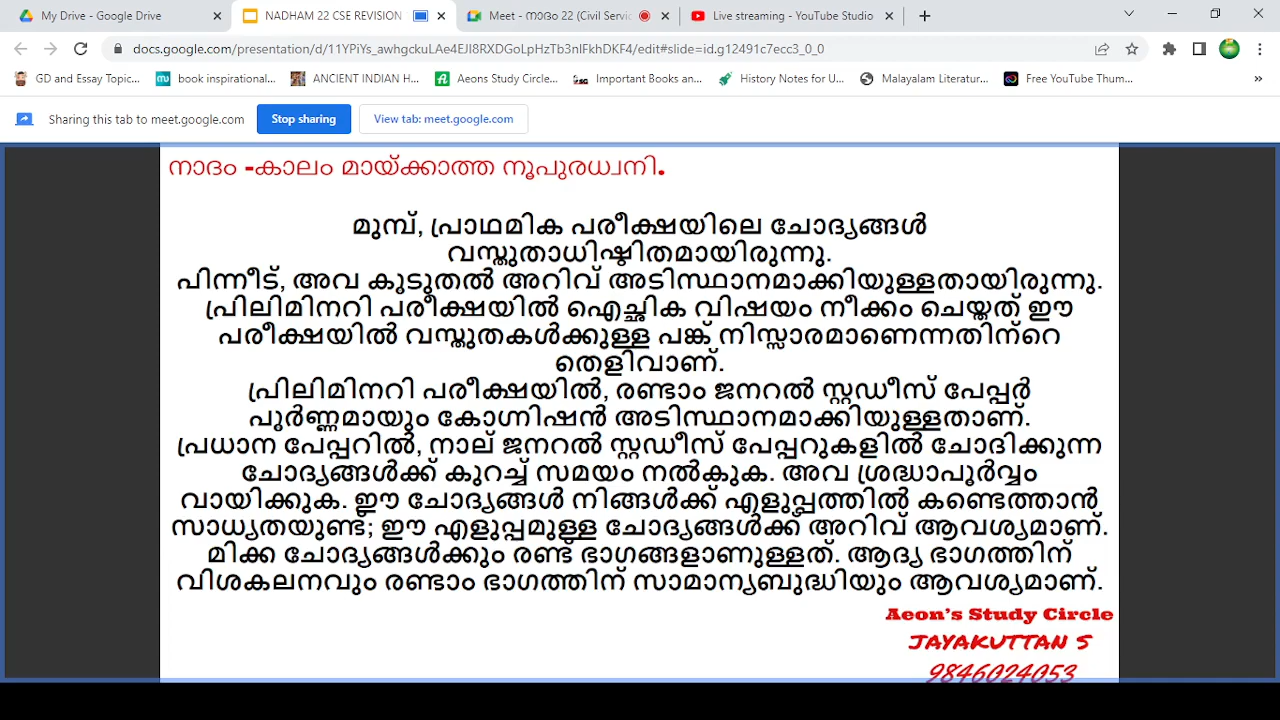 My Drive - Google Drive
NADHAM 22 CSE REVISION
Meet - നാദം 22 (Civil Servic
Live streaming - YouTube Studio
docs.google.com/presentation/d/11YPiYs_awhgckuLAe4EJI8RXDGoLpHzTb3nIFkhDKF4/edit#slide=id.g12491c7ecc3_0_0
GD and Essay Topic...
book inspirational...
ANCIENT INDIAN H...
Aeons Study Circle...
Important Books an...
History Notes for U...
Malayalam Literatur...
Free YouTube Thum...
Sharing this tab to meet.google.com
Stop sharing
View tab: meet.google.com
നാദം -കാലം മായ്ക്കാത്ത നൂപുരധ്വനി.
മുമ്പ്, പ്രാഥമിക പരീക്ഷയിലെ ചോദ്യങ്ങൾ
വസ്തുതാധിഷ്ഠിതമായിരുന്നു.
പിന്നീട്, അവ കൂടുതൽ അറിവ് അടിസ്ഥാനമാക്കിയുള്ളതായിരുന്നു.
പ്രിലിമിനറി പരീക്ഷയിൽ ഐച്ഛിക വിഷയം നീക്കം ചെയ്തത് ഈ
പരീക്ഷയിൽ വസ്തുതകൾക്കുള്ള പങ്ക് നിസ്സാരമാണെന്നതിന്റെ
തെളിവാണ്.
പ്രിലിമിനറി പരീക്ഷയിൽ, രണ്ടാം ജനറൽ സ്റ്റഡീസ് പേപ്പർ
പൂർണ്ണമായും കോഗ്നിഷൻ അടിസ്ഥാനമാക്കിയുള്ളതാണ്.
പ്രധാന പേപ്പറിൽ, നാല് ജനറൽ സ്റ്റഡീസ് പേപ്പറുകളിൽ ചോദിക്കുന്ന
ചോദ്യങ്ങൾക്ക് കുറച്ച് സമയം നൽകുക. അവ ശ്രദ്ധാപൂർവ്വം
വായിക്കുക. ഈ ചോദ്യങ്ങൾ നിങ്ങൾക്ക് എളുപ്പത്തിൽ കണ്ടെത്താൻ
സാധ്യതയുണ്ട്; ഈ എളുപ്പമുള്ള ചോദ്യങ്ങൾക്ക് അറിവ് ആവശ്യമാണ്.
മിക്ക ചോദ്യങ്ങൾക്കും രണ്ട് ഭാഗങ്ങളാണുള്ളത്. ആദ്യ ഭാഗത്തിന്
വിശകലനവും രണ്ടാം ഭാഗത്തിന് സാമാന്യബുദ്ധിയും ആവശ്യമാണ്.
Aeon's Study Circle
JAYAKUTTAN S
9846024053